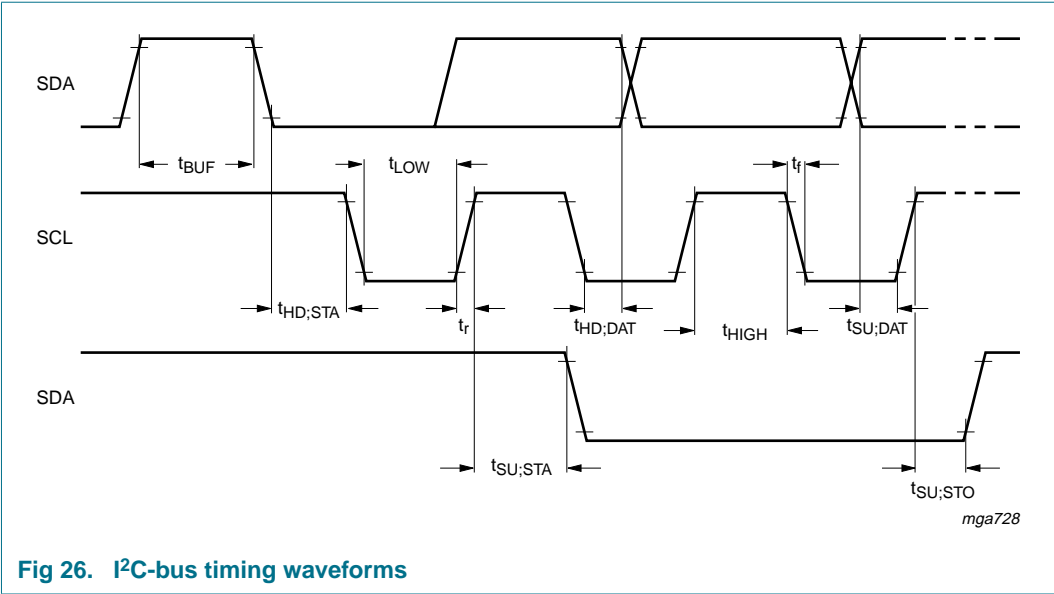 SDA
tBUF
tLOW
tf
SCL
tHD;STA
tr
tHD;DAT
tHIGH
tSU;DAT
SDA
tSU;STA
tSU;STO
mga728
Fig 26. I²C-bus timing waveforms